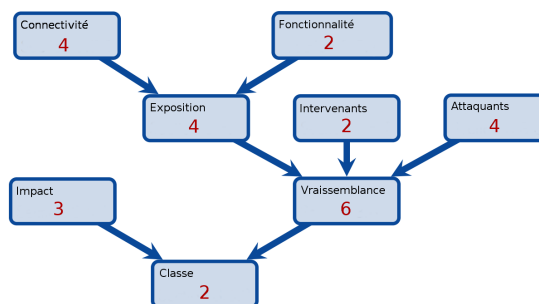 Connectivité
4
Fonctionnalité
2
Exposition
4
Intervenants
2
Attaquants
4
Impact
3
Vraissemblance
6
Classe
2